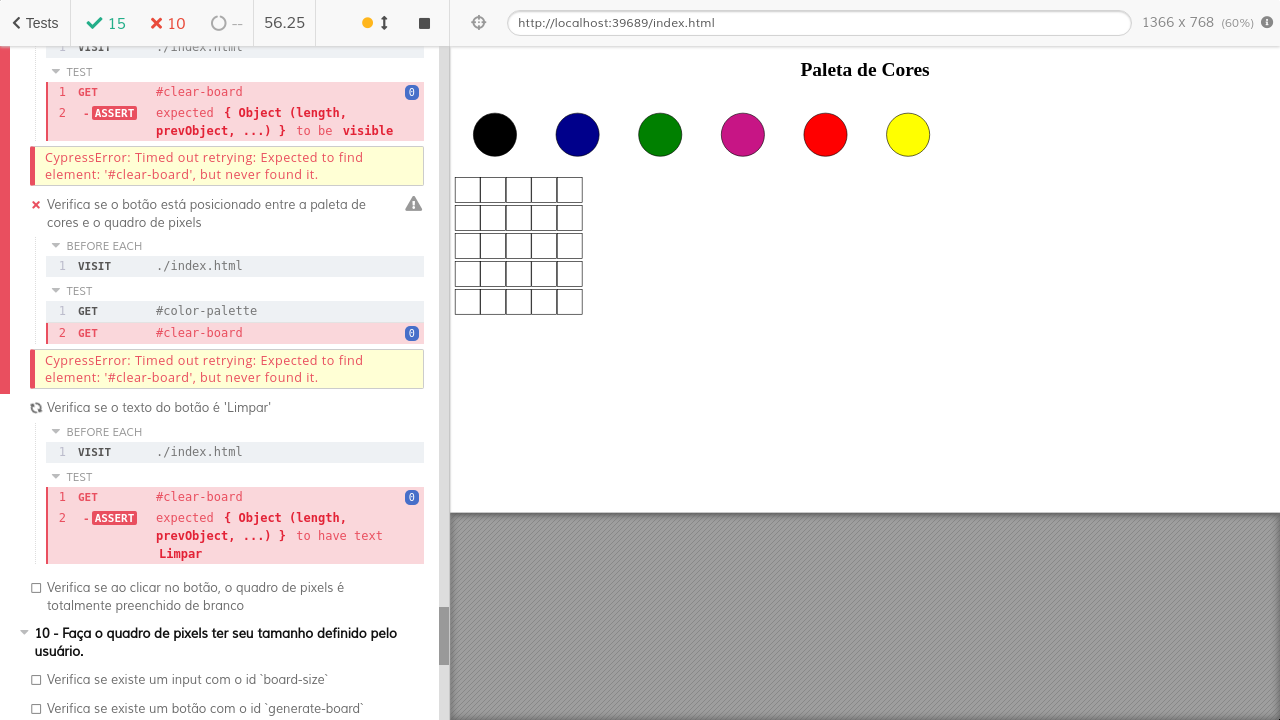 Tests
15
10
--
56.25
http://localhost:39689/index.html
1366 x 768 (60%)
1 VISIT ./index.html
TEST
1 GET #clear-board 0
2 - ASSERT expected { Object (length,
prevObject, ...) } to be visible
CypressError: Timed out retrying: Expected to find
element: '#clear-board', but never found it.
Verifica se o botão está posicionado entre a paleta de
cores e o quadro de pixels
BEFORE EACH
1 VISIT ./index.html
TEST
1 GET #color-palette
2 GET #clear-board 0
CypressError: Timed out retrying: Expected to find
element: '#clear-board', but never found it.
Verifica se o texto do botão é 'Limpar'
BEFORE EACH
1 VISIT ./index.html
TEST
1 GET #clear-board 0
2 - ASSERT expected { Object (length,
prevObject, ...) } to have text
Limpar
Verifica se ao clicar no botão, o quadro de pixels é
totalmente preenchido de branco
10 - Faça o quadro de pixels ter seu tamanho definido pelo
usuário.
Verifica se existe um input com o id `board-size`
Verifica se existe um botão com o id `generate-board`
Paleta de Cores